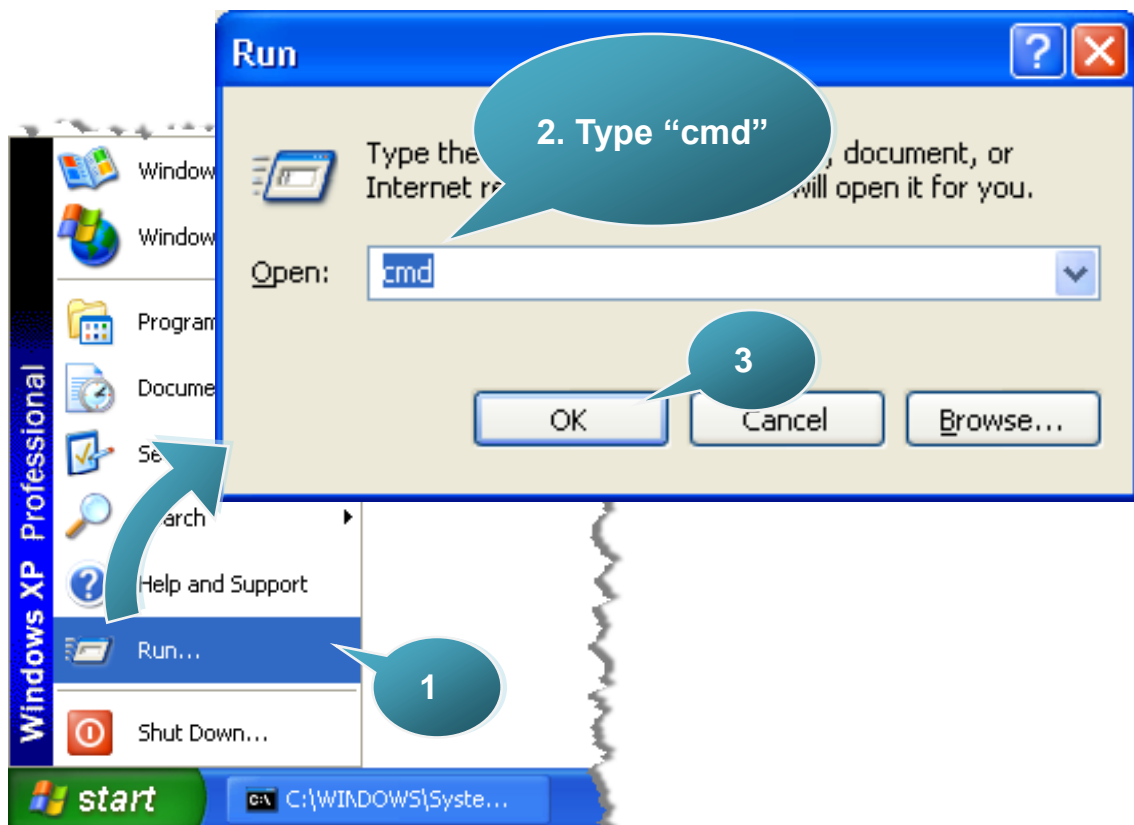 Run
2. Type “cmd”
Type the , document, or
Internet will open it for you.
Open:
cmd
3
OK
Cancel
Browse...
Window
Window
Program
Docume
Se
arch
Help and Support
Run...
1
Shut Down...
Windows XP Professional
start
C:\WINDOWS\Syste...